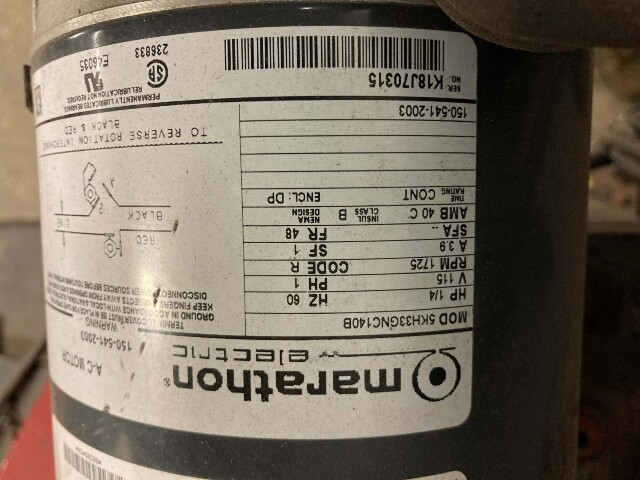 marathon®
electric
A-C MOTOR
150-541-2003
MOD 5KH33GNC140B
HP 1/4 HZ 60
V 115 PH 1
RPM 1725 CODE R
A 3.9 SF 1
SFA -- FR 48
AMB 40 C INSUL CLASS B NEMA DESIGN
TIME RATING CONT ENCL: DP
150-541-2003
SER. NO. K18J70315
WARNING
GROUND IN ACCORDANCE WITH LOCAL
TERMINAL COVER MUST BE IN PLACE
KEEP FINGERS
DISCONNECT POWER SOURCES BEFORE TOUCHING
RED
LINE
BLACK
A
2
TO REVERSE ROTATION INTERCHANGE
BLACK & RED
PERMANENTLY LUBRICATED BEARINGS.
RELUBRICATION NOT REQUIRED.
SA
236833
E46035